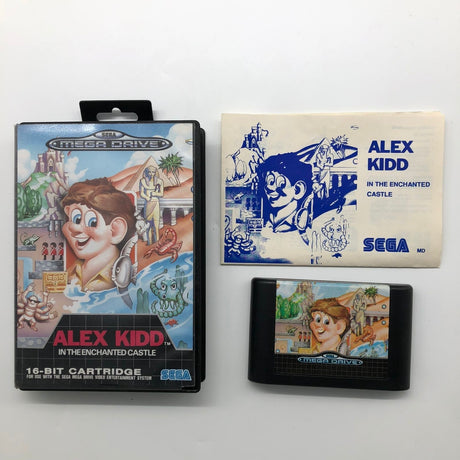 SEGA
MEGA DRIVE
ALEX KIDD™
IN THE ENCHANTED CASTLE
16-BIT CARTRIDGE
FOR USE WITH THE SEGA MEGA DRIVE VIDEO ENTERTAINMENT SYSTEM
SEGA
ALEX
KIDD
IN THE ENCHANTED
CASTLE
SEGA
MD
MEGA DRIVE